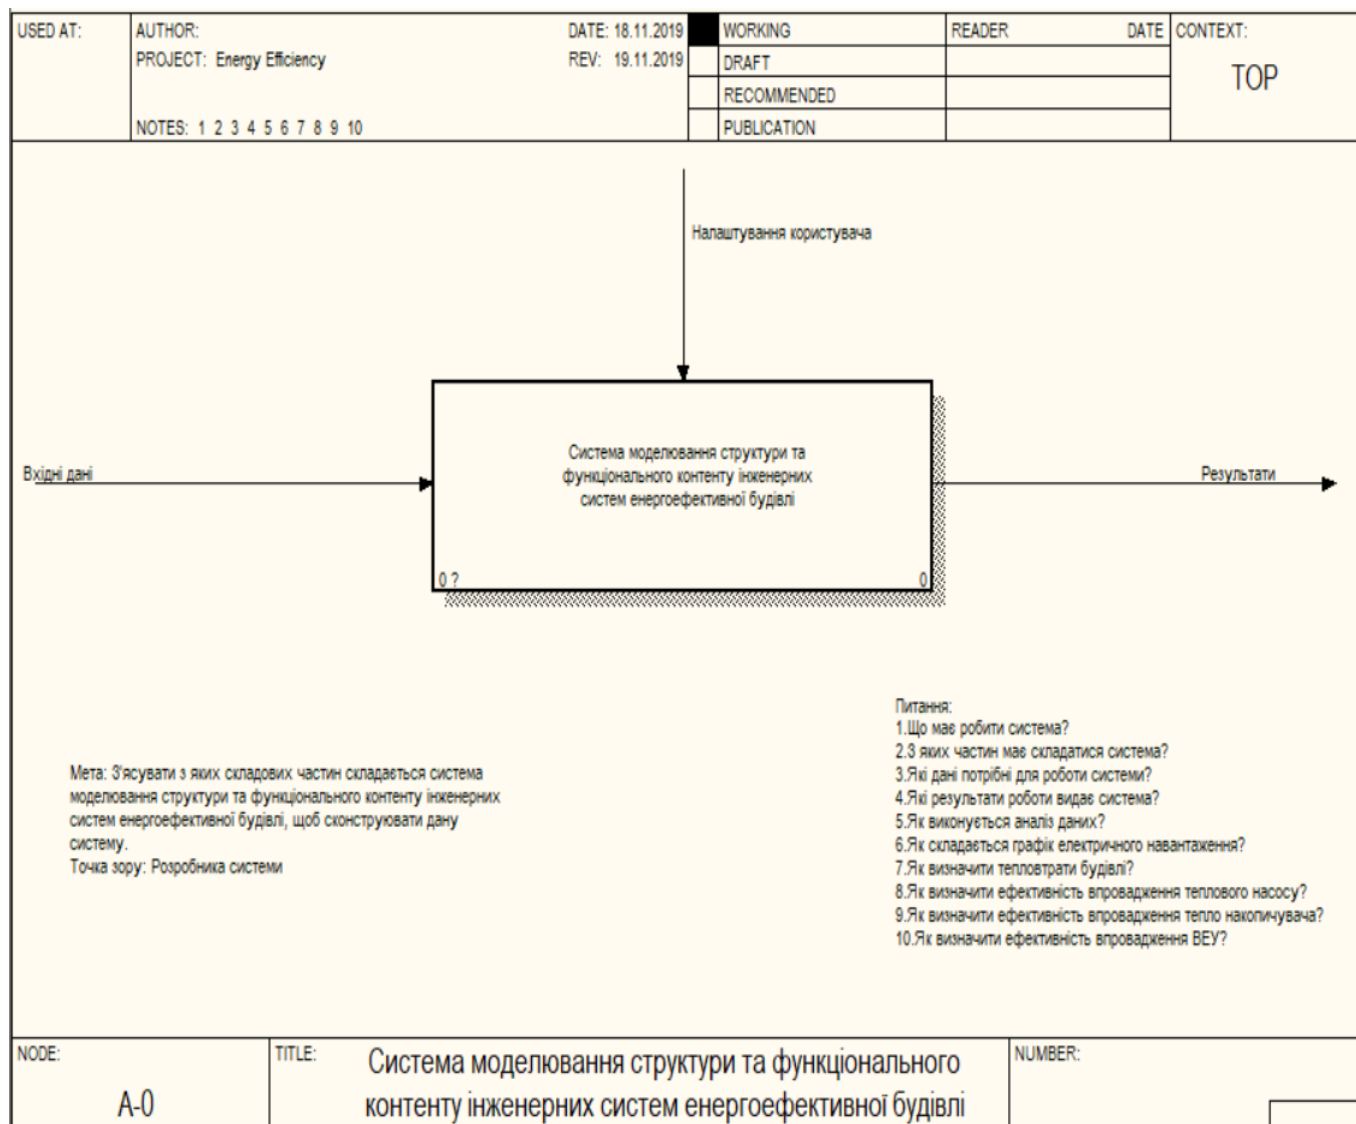 USED AT:
AUTHOR:
DATE: 18.11.2019
WORKING
READER
DATE
CONTEXT:
PROJECT: Energy Efficiency
REV: 19.11.2019
DRAFT
TOP
RECOMMENDED
NOTES: 1 2 3 4 5 6 7 8 9 10
PUBLICATION
Налаштування користувача
Вхідні дані
Система моделювання структури та
функціонального контенту інженерних
систем енергоефективної будівлі
0 ?
0
Результати
Мета: З'ясувати з яких складових частин складається система
моделювання структури та функціонального контенту інженерних
систем енергоефективної будівлі, щоб сконструювати дану
систему.
Точка зору: Розробника системи
Питання:
1.Що має робити система?
2.З яких частин має складатися система?
3.Які дані потрібні для роботи системи?
4.Які результати роботи видає система?
5.Як виконується аналіз даних?
6.Як складається графік електричного навантаження?
7.Як визначити тепловтрати будівлі?
8.Як визначити ефективність впровадження теплового насосу?
9.Як визначити ефективність впровадження тепло накопичувача?
10.Як визначити ефективність впровадження ВЕУ?
NODE:
A-0
TITLE:
Система моделювання структури та функціонального
контенту інженерних систем енергоефективної будівлі
NUMBER: